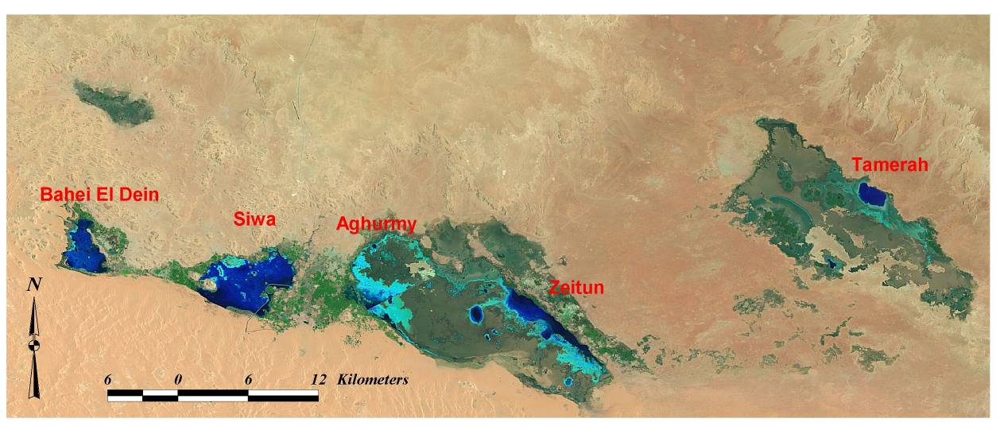 Tamerah
Bahei El Dein
Siwa
Aghurmy
Zeitun
N
6 0 6 12 Kilometers